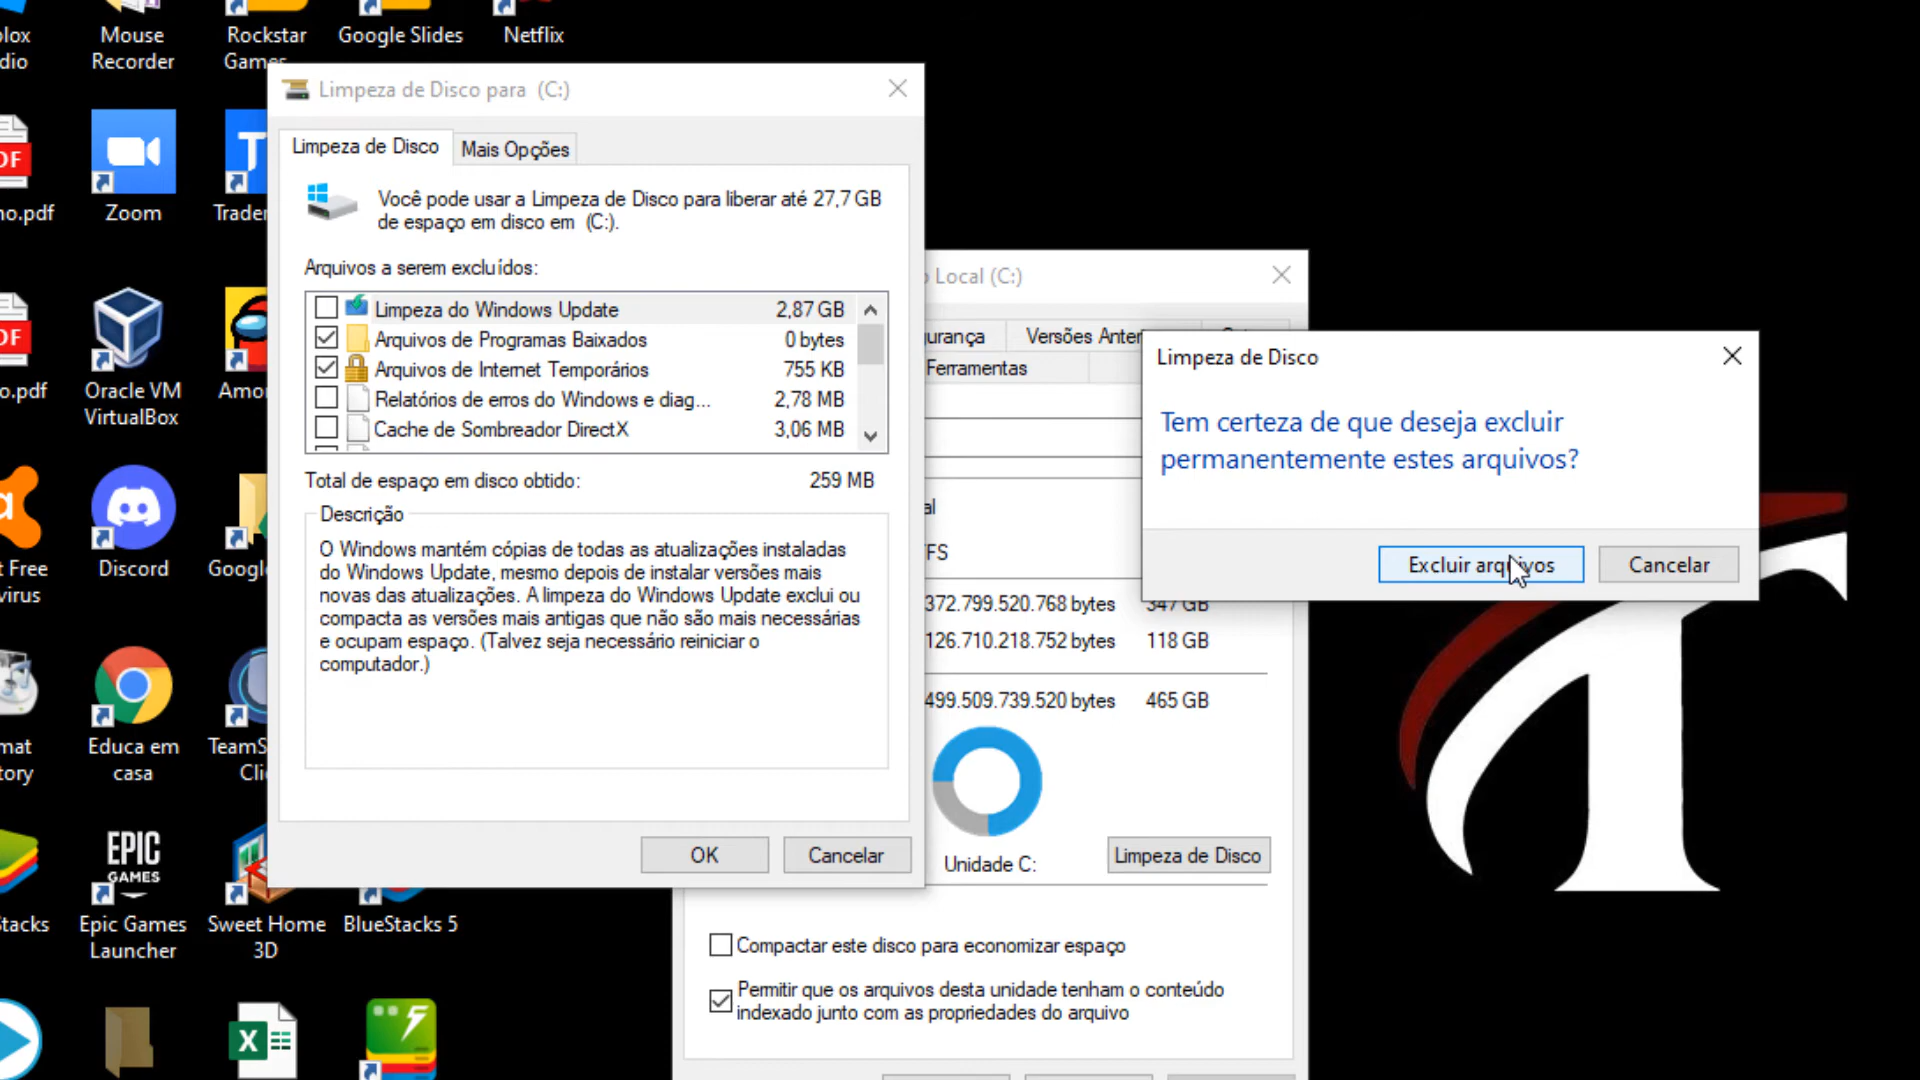 Mouse
Recorder
Rockstar
Games
Google Slides
Netflix
Zoom
Oracle VM
VirtualBox
Discord
Educa em
casa
EPIC
GAMES
Epic Games
Launcher
Sweet Home
3D
BlueStacks 5
Limpeza de Disco para (C:)
Limpeza de Disco
Mais Opções
Você pode usar a Limpeza de Disco para liberar até 27,7 GB
de espaço em disco em (C:).
Arquivos a serem excluídos:
Limpeza do Windows Update 2,87 GB
Arquivos de Programas Baixados 0 bytes
Arquivos de Internet Temporários 755 KB
Relatórios de erros do Windows e diag... 2,78 MB
Cache de Sombreador DirectX 3,06 MB
Total de espaço em disco obtido: 259 MB
Descrição
O Windows mantém cópias de todas as atualizações instaladas
do Windows Update, mesmo depois de instalar versões mais
novas das atualizações. A limpeza do Windows Update exclui ou
compacta as versões mais antigas que não são mais necessárias
e ocupam espaço. (Talvez seja necessário reiniciar o
computador.)
OK
Cancelar
Local (C:)
Versões
Ferramentas
372.799.520.768 bytes 347 GB
126.710.218.752 bytes 118 GB
499.509.739.520 bytes 465 GB
Unidade C:
Limpeza de Disco
Compactar este disco para economizar espaço
Permitir que os arquivos desta unidade tenham o conteúdo
indexado junto com as propriedades do arquivo
Limpeza de Disco
Tem certeza de que deseja excluir
permanentemente estes arquivos?
Excluir arquivos
Cancelar